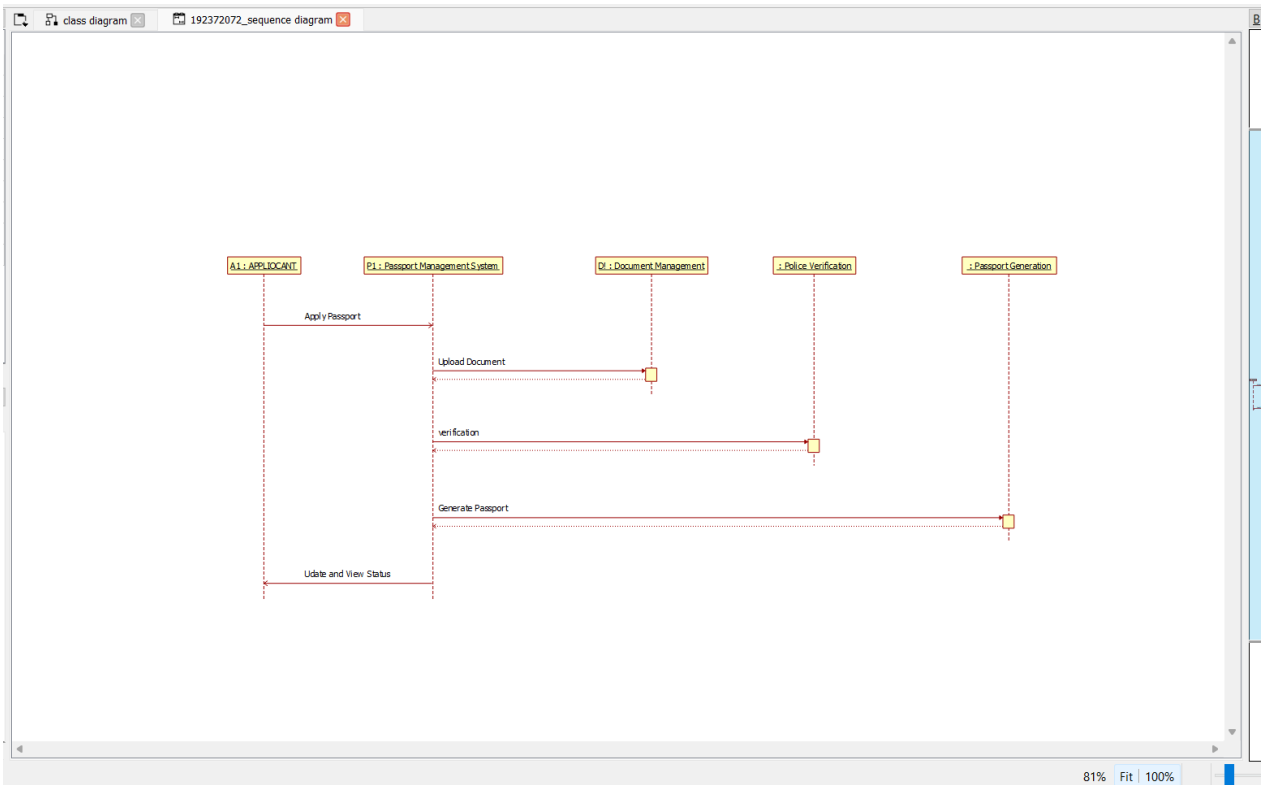 class diagram
192372072_sequence diagram
B
A1 : APPLIOCANT
P1 : Passport Management System
D! : Document Management
: Police Verification
: Passport Generation
Apply Passport
Upload Document
verification
Generate Passport
Udate and View Status
81% Fit 100%